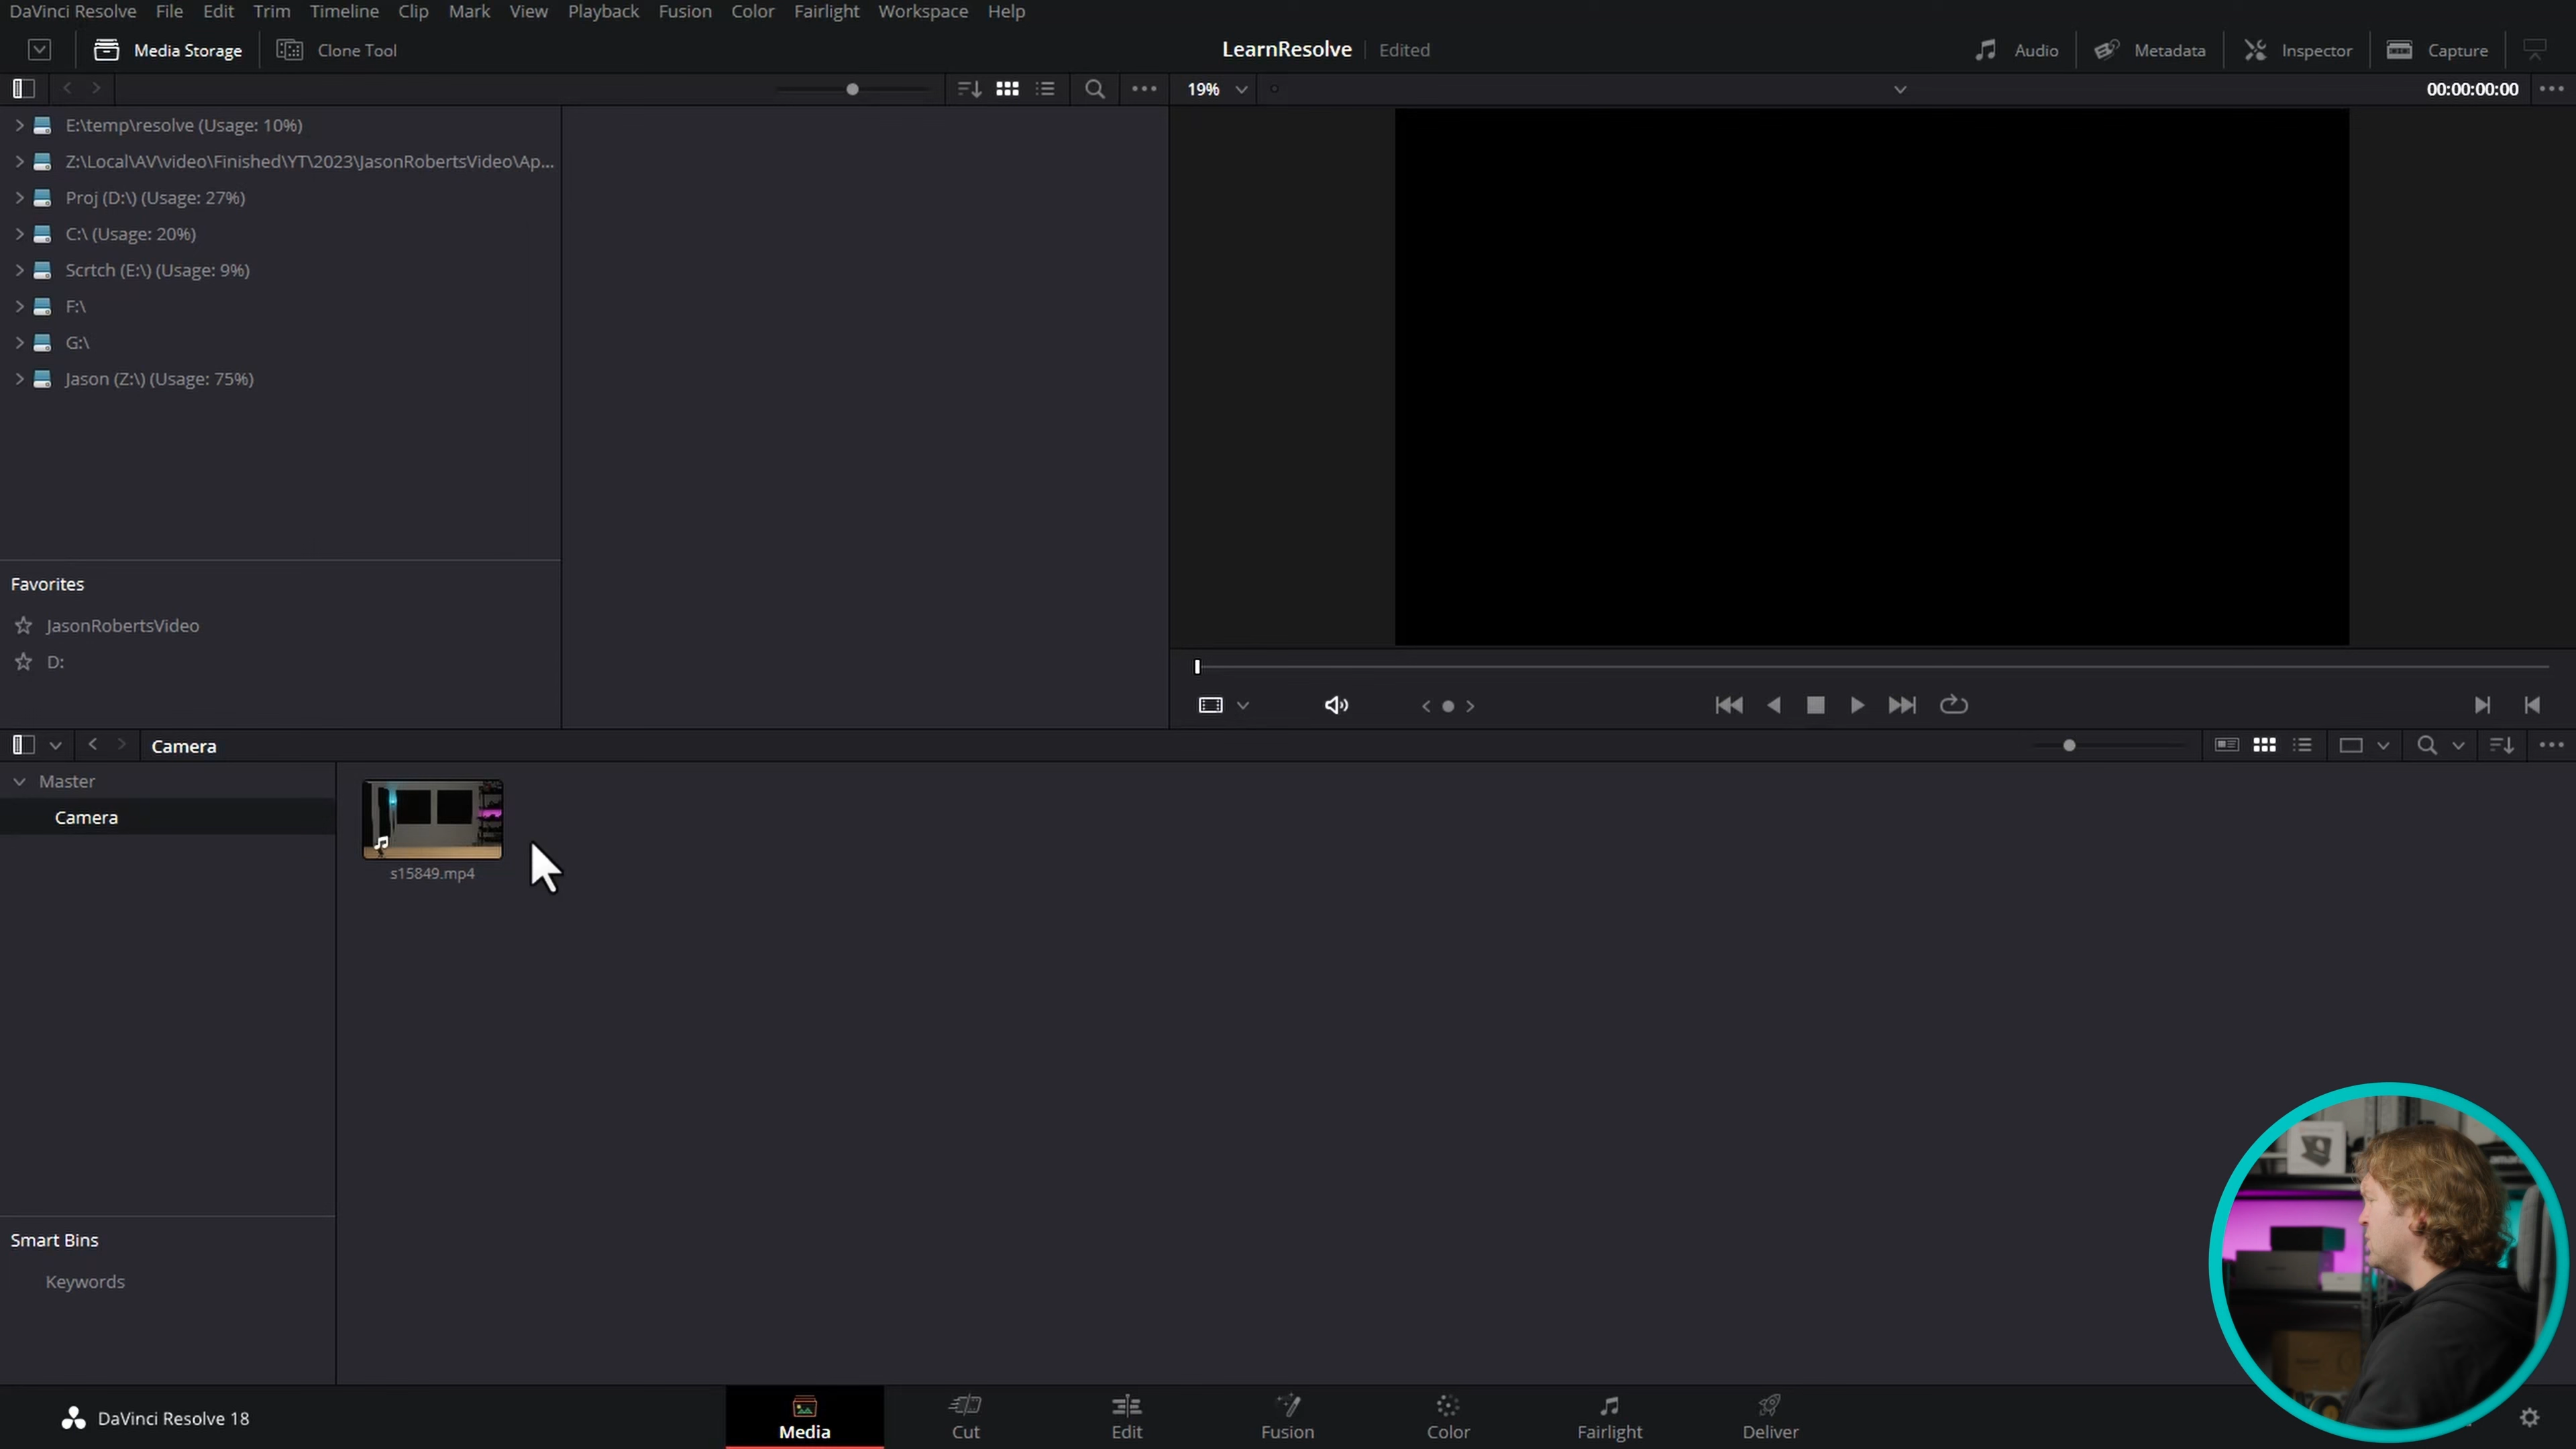 DaVinci Resolve File Edit Trim Timeline Clip Mark View Playback Fusion Color Fairlight Workspace Help
Media Storage Clone Tool LearnResolve Edited Audio Metadata Inspector Capture
19% 00:00:00:00
E:\temp\resolve (Usage: 10%)
Z:\Local\AV\video\Finished\YT\2023\JasonRobertsVideo\Ap...
Proj (D:\) (Usage: 27%)
C:\ (Usage: 20%)
Scrtch (E:\) (Usage: 9%)
F:\
G:\
Jason (Z:\) (Usage: 75%)
Favorites
JasonRobertsVideo
D:
Camera
Master
Camera
s15849.mp4
Smart Bins
Keywords
DaVinci Resolve 18
Media Cut Edit Fusion Color Fairlight Deliver